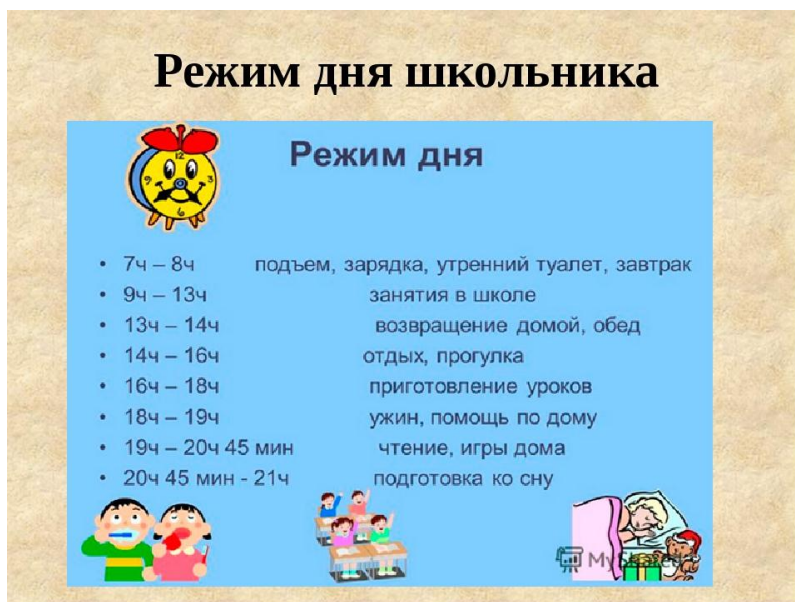 Режим дня школьника
Режим дня
• 7ч – 8ч подъем, зарядка, утренний туалет, завтрак
• 9ч – 13ч занятия в школе
• 13ч – 14ч возвращение домой, обед
• 14ч – 16ч отдых, прогулка
• 16ч – 18ч приготовление уроков
• 18ч – 19ч ужин, помощь по дому
• 19ч – 20ч 45 мин чтение, игры дома
• 20ч 45 мин - 21ч подготовка ко сну
MyShared